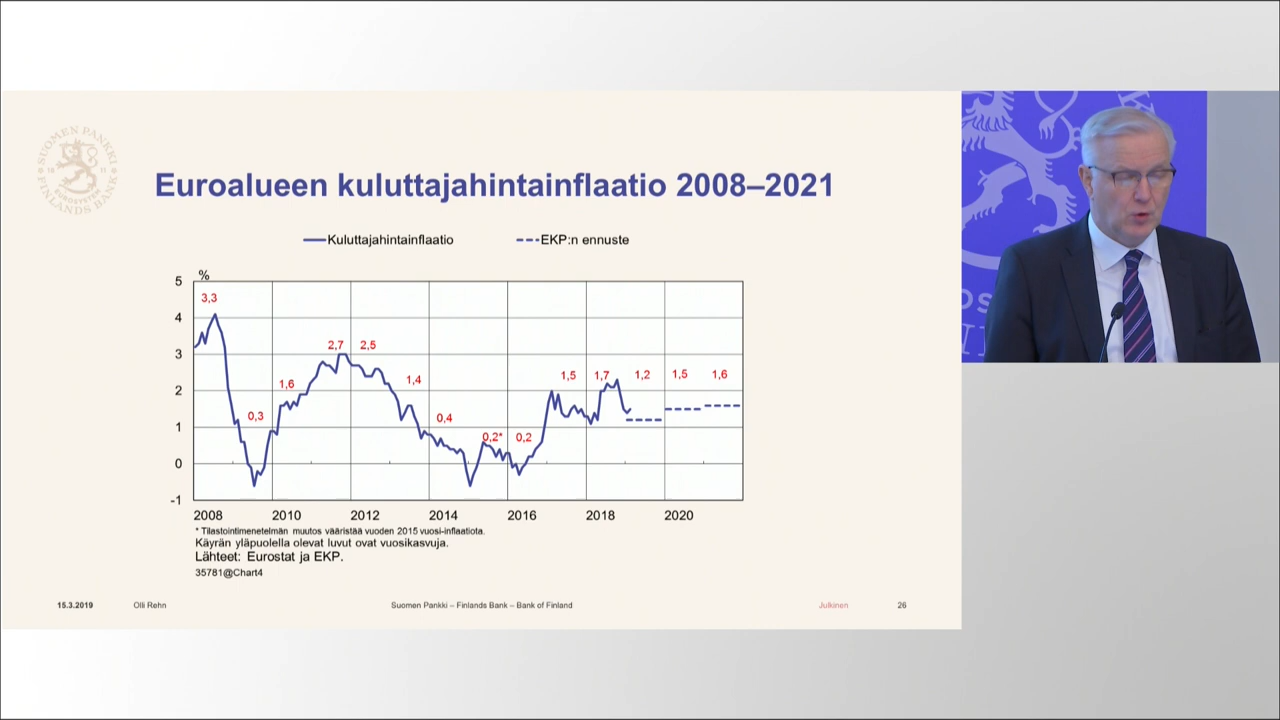 SUOMEN PANKKI
18 11
EUROSYSTEMET
FINLANDS BANK
Euroalueen kuluttajahintainflaatio 2008–2021
Kuluttajahintainflaatio EKP:n ennuste
%
5
4
3
2
1
0
-1
3,3
0,3
1,6
2,7
2,5
1,4
0,4
0,2*
0,2
1,5
1,7
1,2
1,5
1,6
2008 2010 2012 2014 2016 2018 2020
* Tilastointimenetelmän muutos vääristää vuoden 2015 vuosi-inflaatiota.
Käyrän yläpuolella olevat luvut ovat vuosikasvuja.
Lähteet: Eurostat ja EKP.
35781@Chart4
15.3.2019 Olli Rehn Suomen Pankki – Finlands Bank – Bank of Finland Julkinen 26